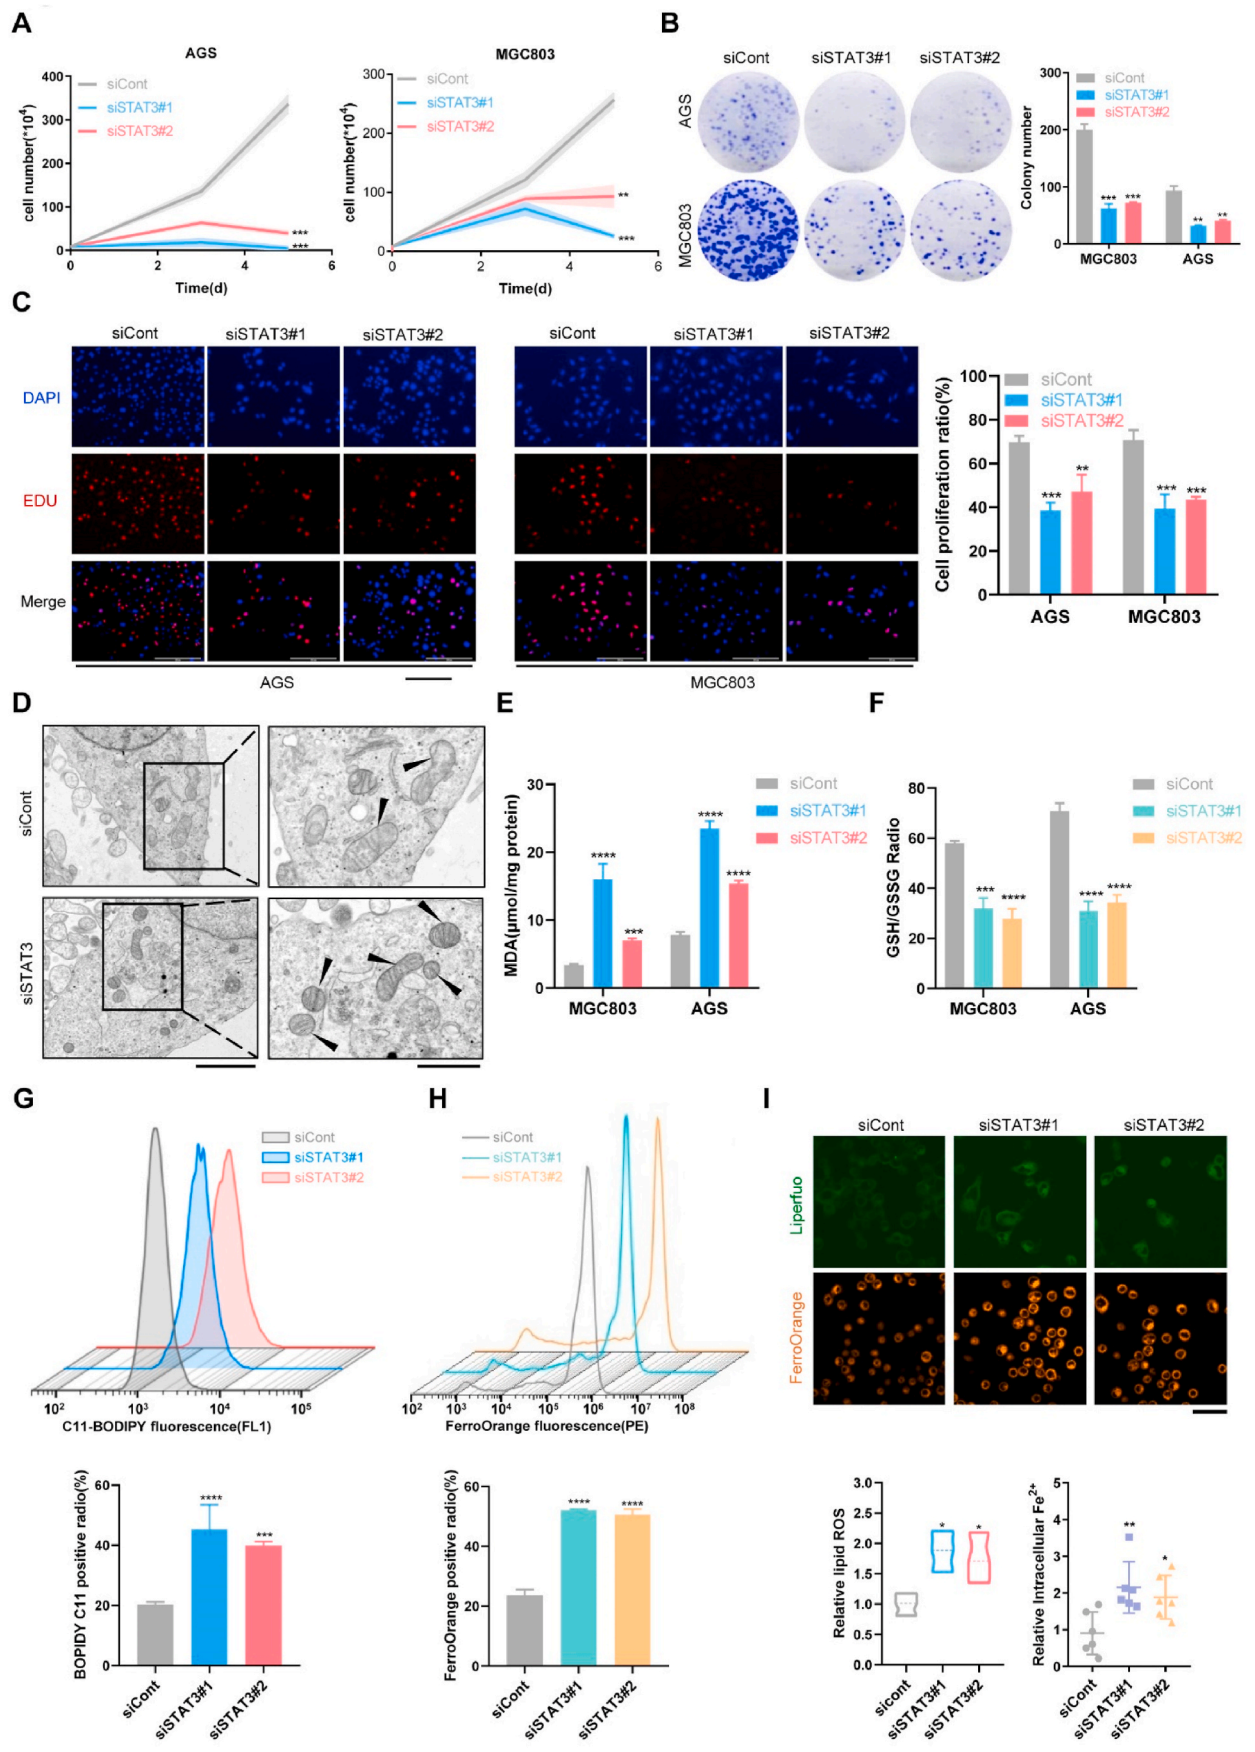 A
AGS
cell number(*10⁴)
400
300
200
100
0
siCont
siSTAT3#1
siSTAT3#2
***
***
0 2 4 6
Time(d)
MGC803
cell number(*10⁴)
300
200
100
0
siCont
siSTAT3#1
siSTAT3#2
**
***
0 2 4 6
Time(d)
B
siCont siSTAT3#1 siSTAT3#2
AGS
MGC803
Colony number
300
200
100
0
siCont
siSTAT3#1
siSTAT3#2
*** *** ** **
MGC803 AGS
C
siCont siSTAT3#1 siSTAT3#2 siCont siSTAT3#1 siSTAT3#2
DAPI
EDU
Merge
AGS MGC803
Cell proliferation ratio(%)
100
80
60
40
20
0
siCont
siSTAT3#1
siSTAT3#2
*** ** *** ***
AGS MGC803
D
siCont
siSTAT3
E
MDA(μmol/mg protein)
30
20
10
0
siCont
siSTAT3#1
siSTAT3#2
**** *** **** ****
MGC803 AGS
F
GSH/GSSG Radio
80
60
40
20
0
siCont
siSTAT3#1
siSTAT3#2
*** **** **** ****
MGC803 AGS
G
siCont
siSTAT3#1
siSTAT3#2
10² 10³ 10⁴ 10⁵
C11-BODIPY fluorescence(FL1)
BOPIDY C11 positive radio(%)
60
40
20
0
**** ***
siCont siSTAT3#1 siSTAT3#2
H
siCont
siSTAT3#1
siSTAT3#2
10² 10³ 10⁴ 10⁵ 10⁶ 10⁷ 10⁸
FerroOrange fluorescence(PE)
FerroOrange positive radio(%)
60
40
20
0
**** ****
siCont siSTAT3#1 siSTAT3#2
I
siCont siSTAT3#1 siSTAT3#2
Liperfuo
FerroOrange
Relative lipid ROS
3.0
2.5
2.0
1.5
1.0
0.5
0.0
* *
sicont siSTAT3#1 siSTAT3#2
Relative Intracellular Fe²⁺
5
4
3
2
1
0
** *
siCont siSTAT3#1 siSTAT3#2